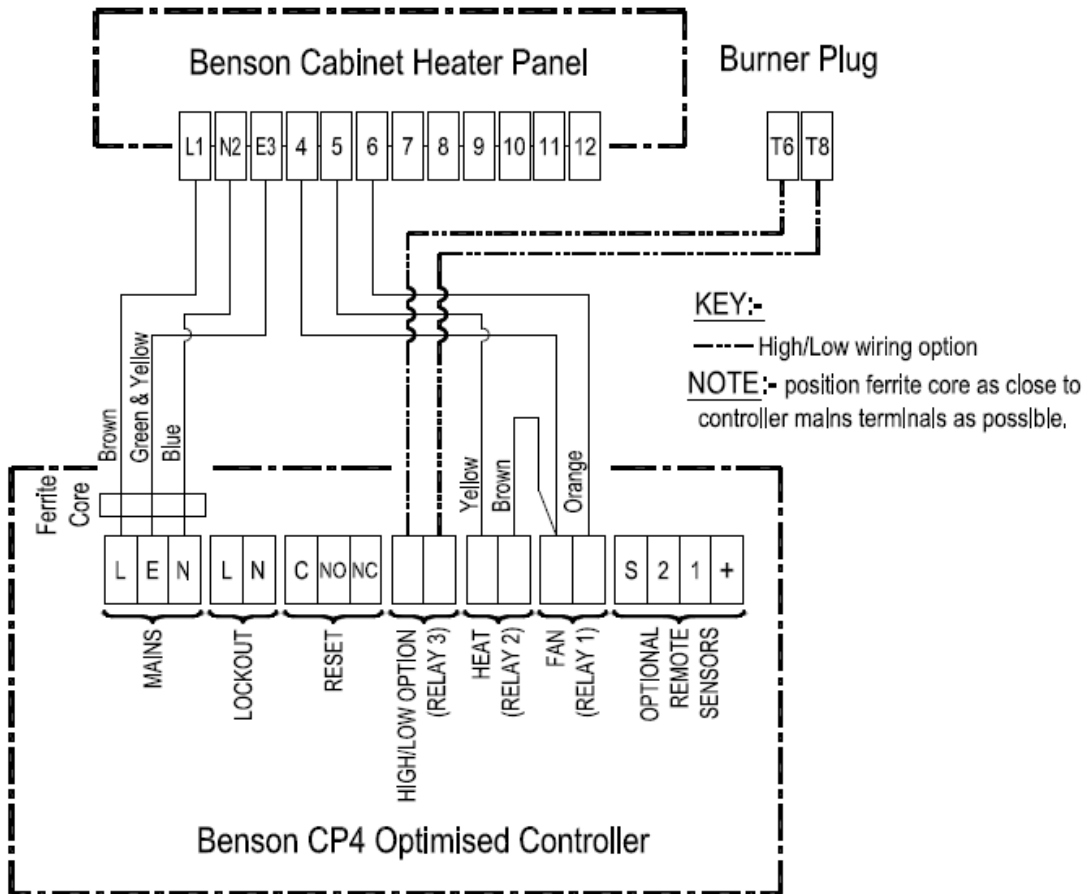 Benson Cabinet Heater Panel
Burner Plug
L1 N2 E3 4 5 6 7 8 9 10 11 12
T6 T8
KEY:-
High/Low wiring option
NOTE:- position ferrite core as close to
controller mains terminals as possible.
Brown
Green & Yellow
Blue
Yellow
Brown
Orange
Ferrite
Core
L E N
L N
C NO NC
S 2 1 +
MAINS
LOCKOUT
RESET
HIGH/LOW OPTION
(RELAY 3)
HEAT
(RELAY 2)
FAN
(RELAY 1)
OPTIONAL
REMOTE
SENSORS
Benson CP4 Optimised Controller